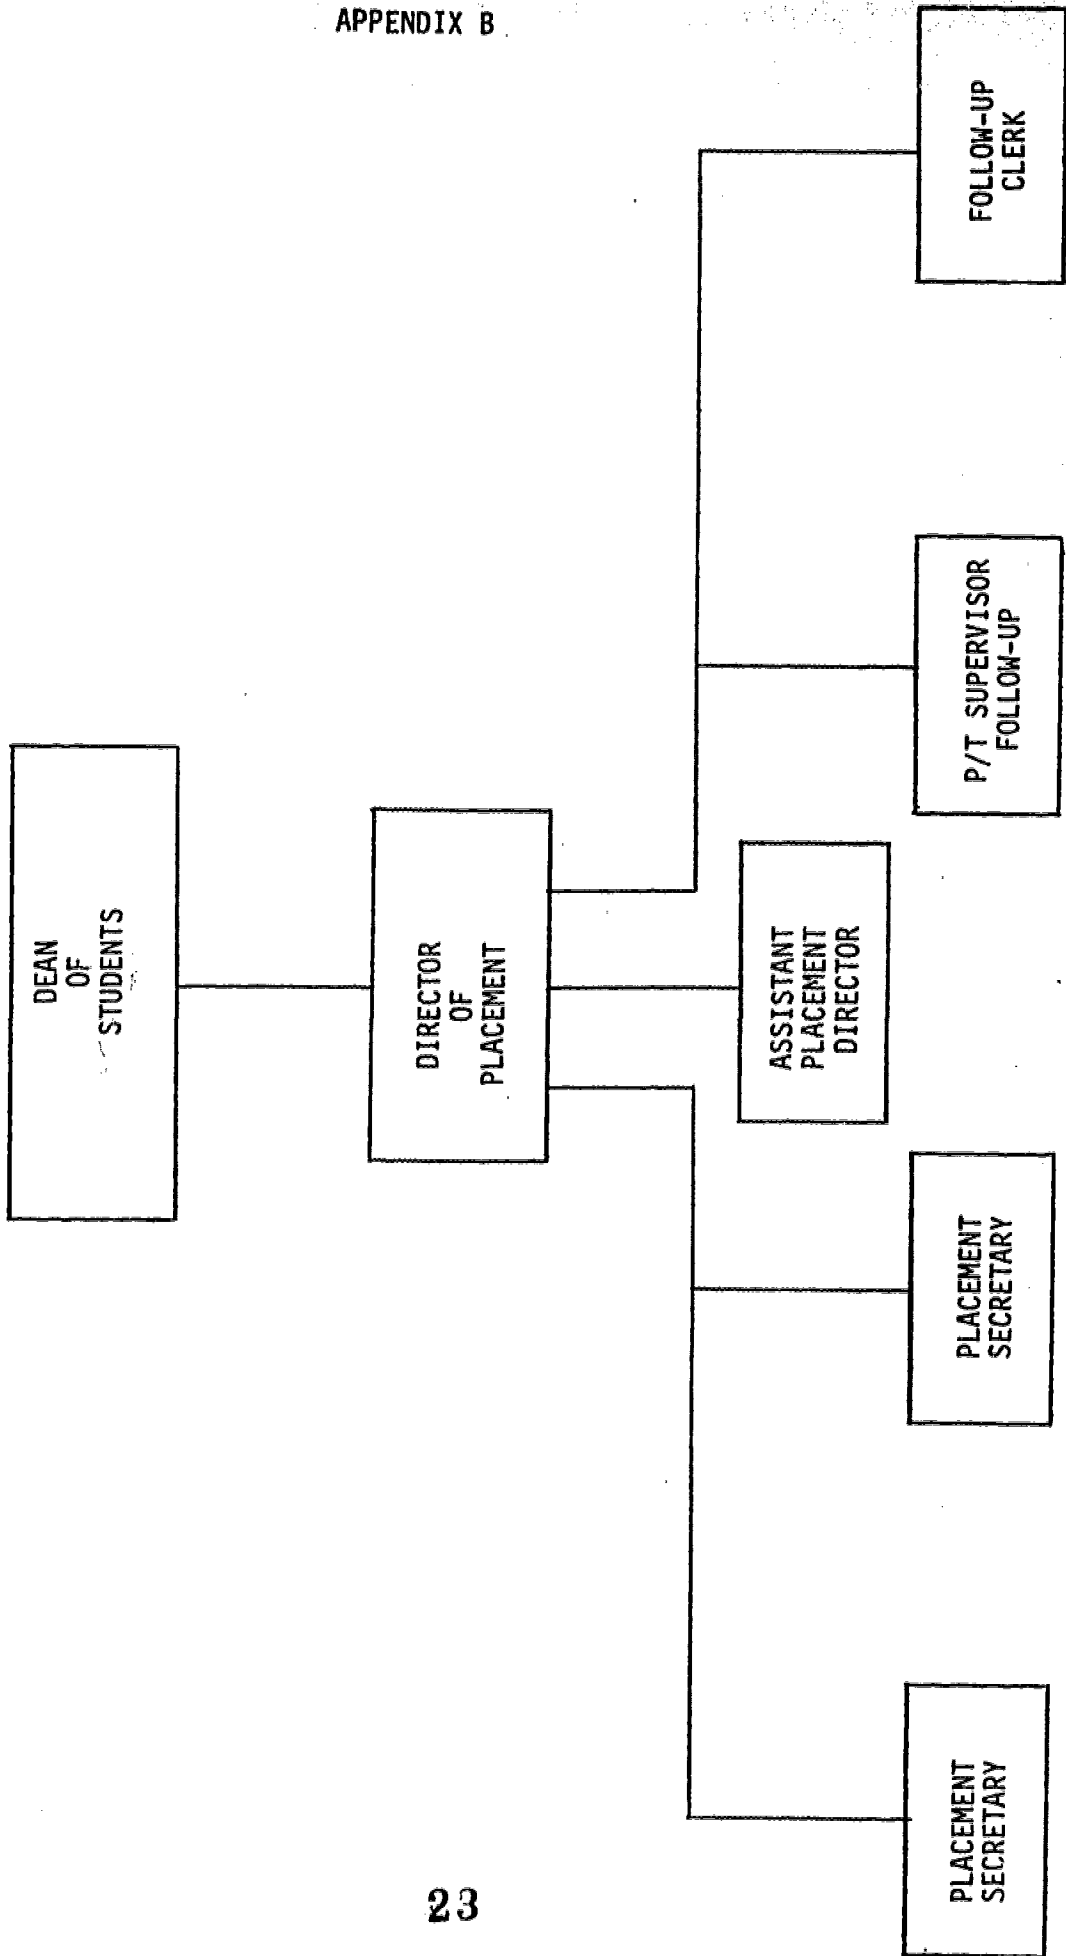 APPENDIX B
DEAN
OF
STUDENTS
DIRECTOR
OF
PLACEMENT
ASSISTANT
PLACEMENT
DIRECTOR
PLACEMENT
SECRETARY
PLACEMENT
SECRETARY
P/T SUPERVISOR
FOLLOW-UP
FOLLOW-UP
CLERK
23